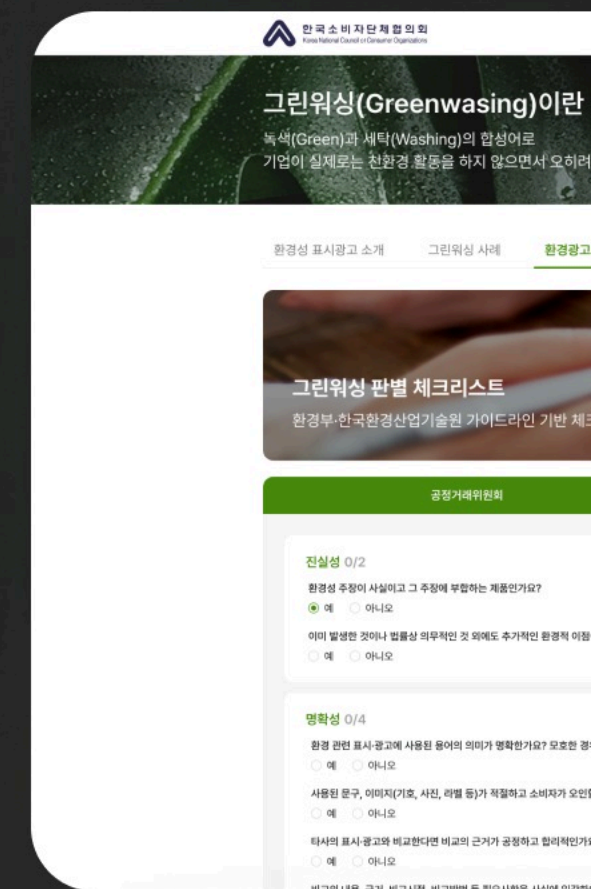 한국소비자단체협의회
Korea National Council of Consumer Organizations
그린워싱(Greenwasing)이란
녹색(Green)과 세탁(Washing)의 합성어로
기업이 실제로는 친환경 활동을 하지 않으면서 오히려
환경성 표시광고 소개 그린워싱 사례 환경광고
그린워싱 판별 체크리스트
환경부·한국환경산업기술원 가이드라인 기반 체크
공정거래위원회
진실성 0/2
환경성 주장이 사실이고 그 주장에 부합하는 제품인가요?
예 아니오
이미 발생한 것이나 법률상 의무적인 것 외에도 추가적인 환경적 이점
예 아니오
명확성 0/4
환경 관련 표시·광고에 사용된 용어의 의미가 명확한가요? 모호한 경
예 아니오
사용된 문구, 이미지(기호, 사진, 라벨 등)가 적절하고 소비자가 오인할
예 아니오
타사의 표시·광고와 비교한다면 비교의 근거가 공정하고 합리적인가요
예 아니오